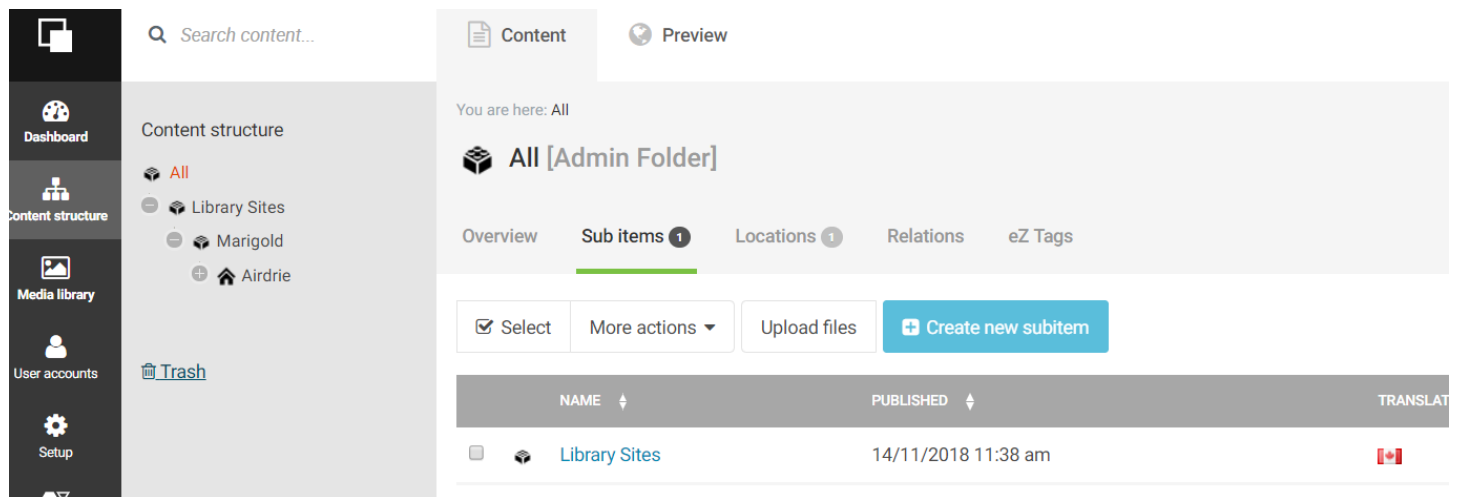 Search content...
Content
Preview
Dashboard
Content structure
Media library
User accounts
Setup
Content structure
All
Library Sites
Marigold
Airdrie
Trash
You are here: All
All [Admin Folder]
Overview
Sub items 1
Locations 1
Relations
eZ Tags
Select
More actions
Upload files
Create new subitem
NAME
PUBLISHED
TRANSLAT
Library Sites
14/11/2018 11:38 am